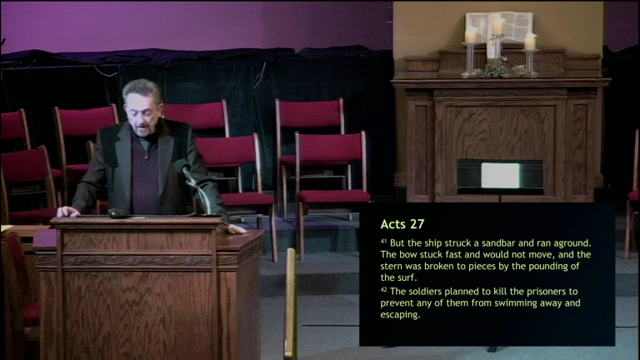 Acts 27
41 But the ship struck a sandbar and ran aground.
The bow stuck fast and would not move, and the
stern was broken to pieces by the pounding of
the surf.
42 The soldiers planned to kill the prisoners to
prevent any of them from swimming away and
escaping.